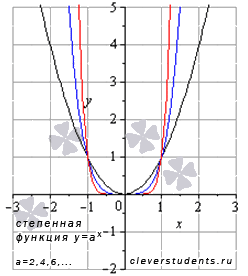 5
4
3
y
2
1
−3 −2 −1 0 1 2 3
x
−1
−2
степенная
функция y=aˣ
a=2,4,6,...
cleverstudents.ru